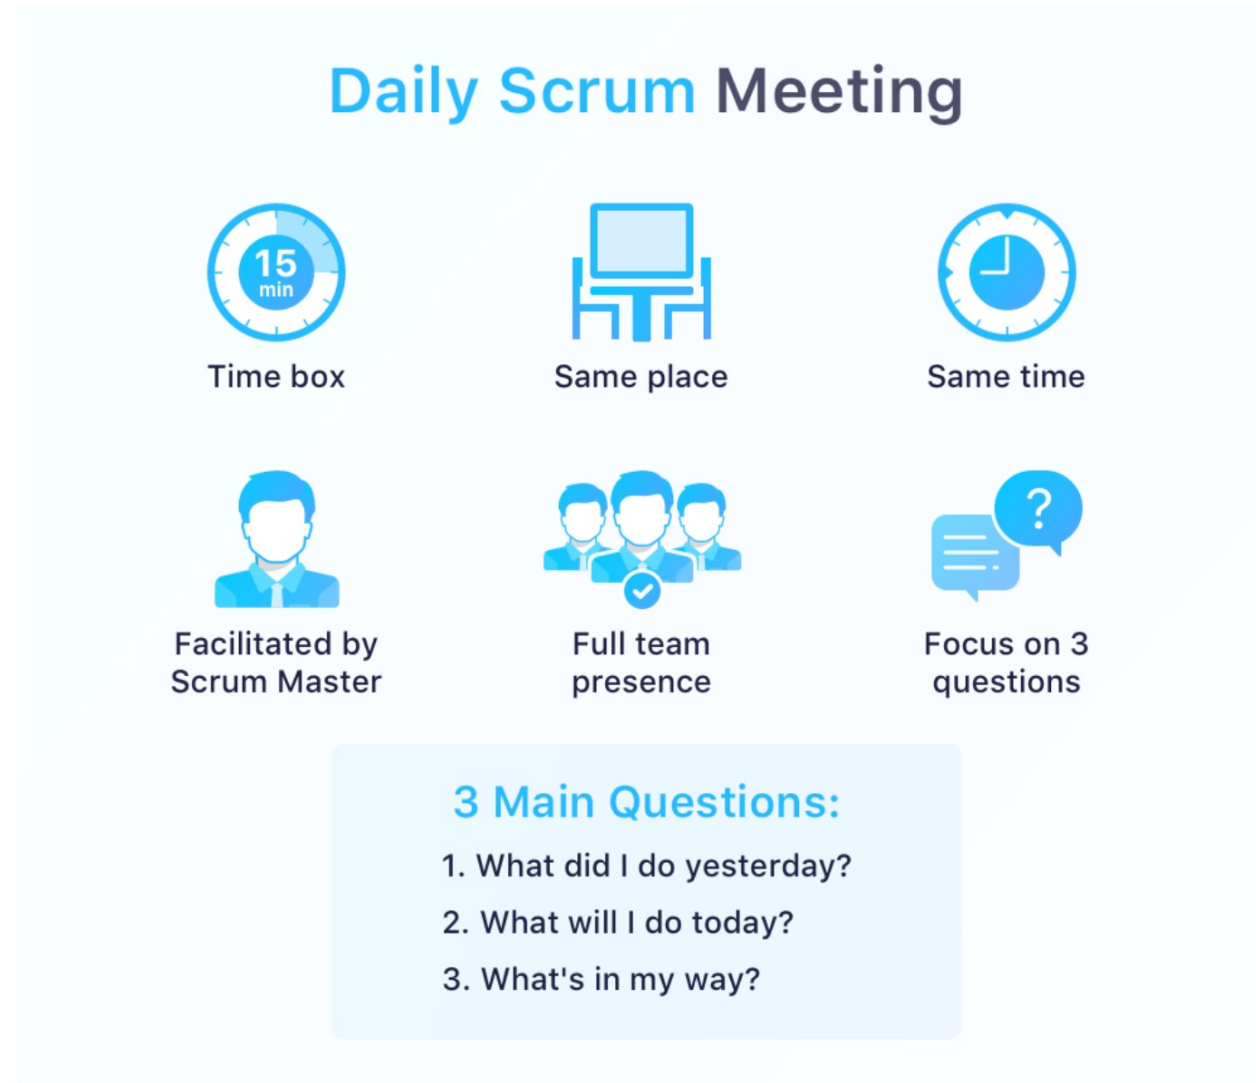 Daily Scrum Meeting
15
min
Time box
Same place
Same time
Facilitated by
Scrum Master
Full team
presence
?
Focus on 3
questions
3 Main Questions:
1. What did I do yesterday?
2. What will I do today?
3. What's in my way?